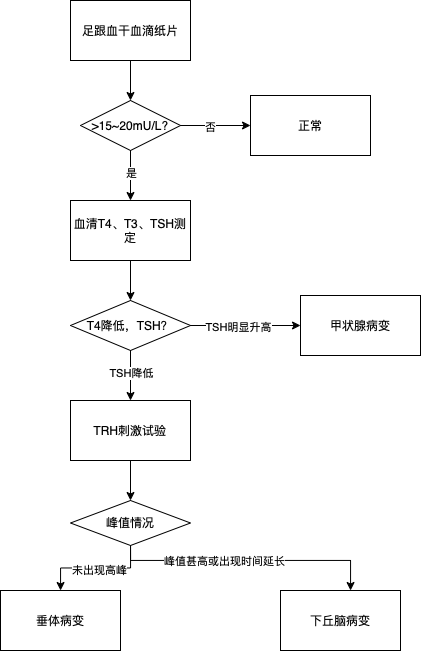 足跟血干血滴纸片
>15~20mU/L?
否
正常
是
血清T4、T3、TSH测
定
T4降低，TSH?
TSH明显升高
甲状腺病变
TSH降低
TRH刺激试验
峰值情况
未出现高峰
峰值甚高或出现时间延长
垂体病变
下丘脑病变